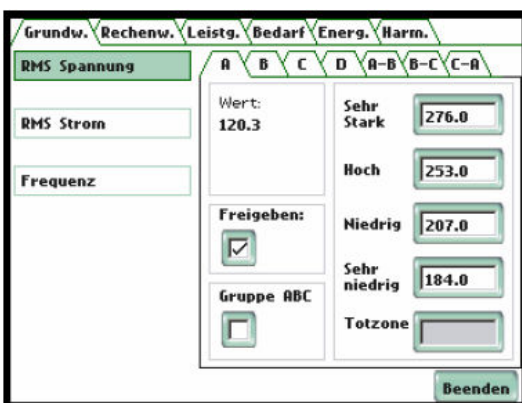 Grundw. Rechenw. Leistg. Bedarf Energ. Harm.
RMS Spannung
RMS Strom
Frequenz
A B C D A-B B-C C-A
Wert:
120.3
Freigeben:
Gruppe ABC
Sehr
Stark 276.0
Hoch 253.0
Niedrig 207.0
Sehr
niedrig 184.0
Totzone
Beenden